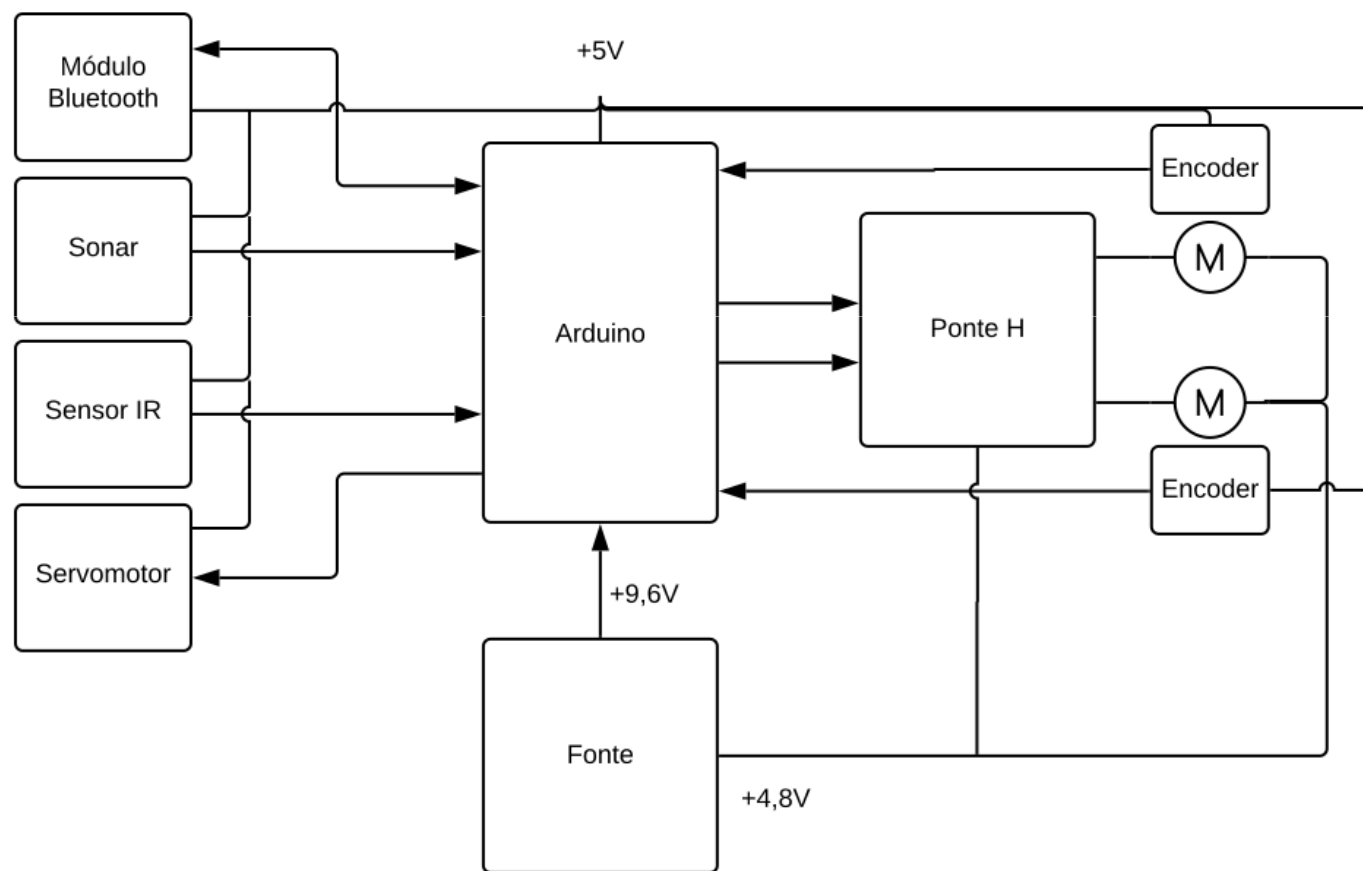 Módulo
Bluetooth
+5V
Encoder
Sonar
M
Arduino
Ponte H
Sensor IR
M
Encoder
Servomotor
+9,6V
Fonte
+4,8V